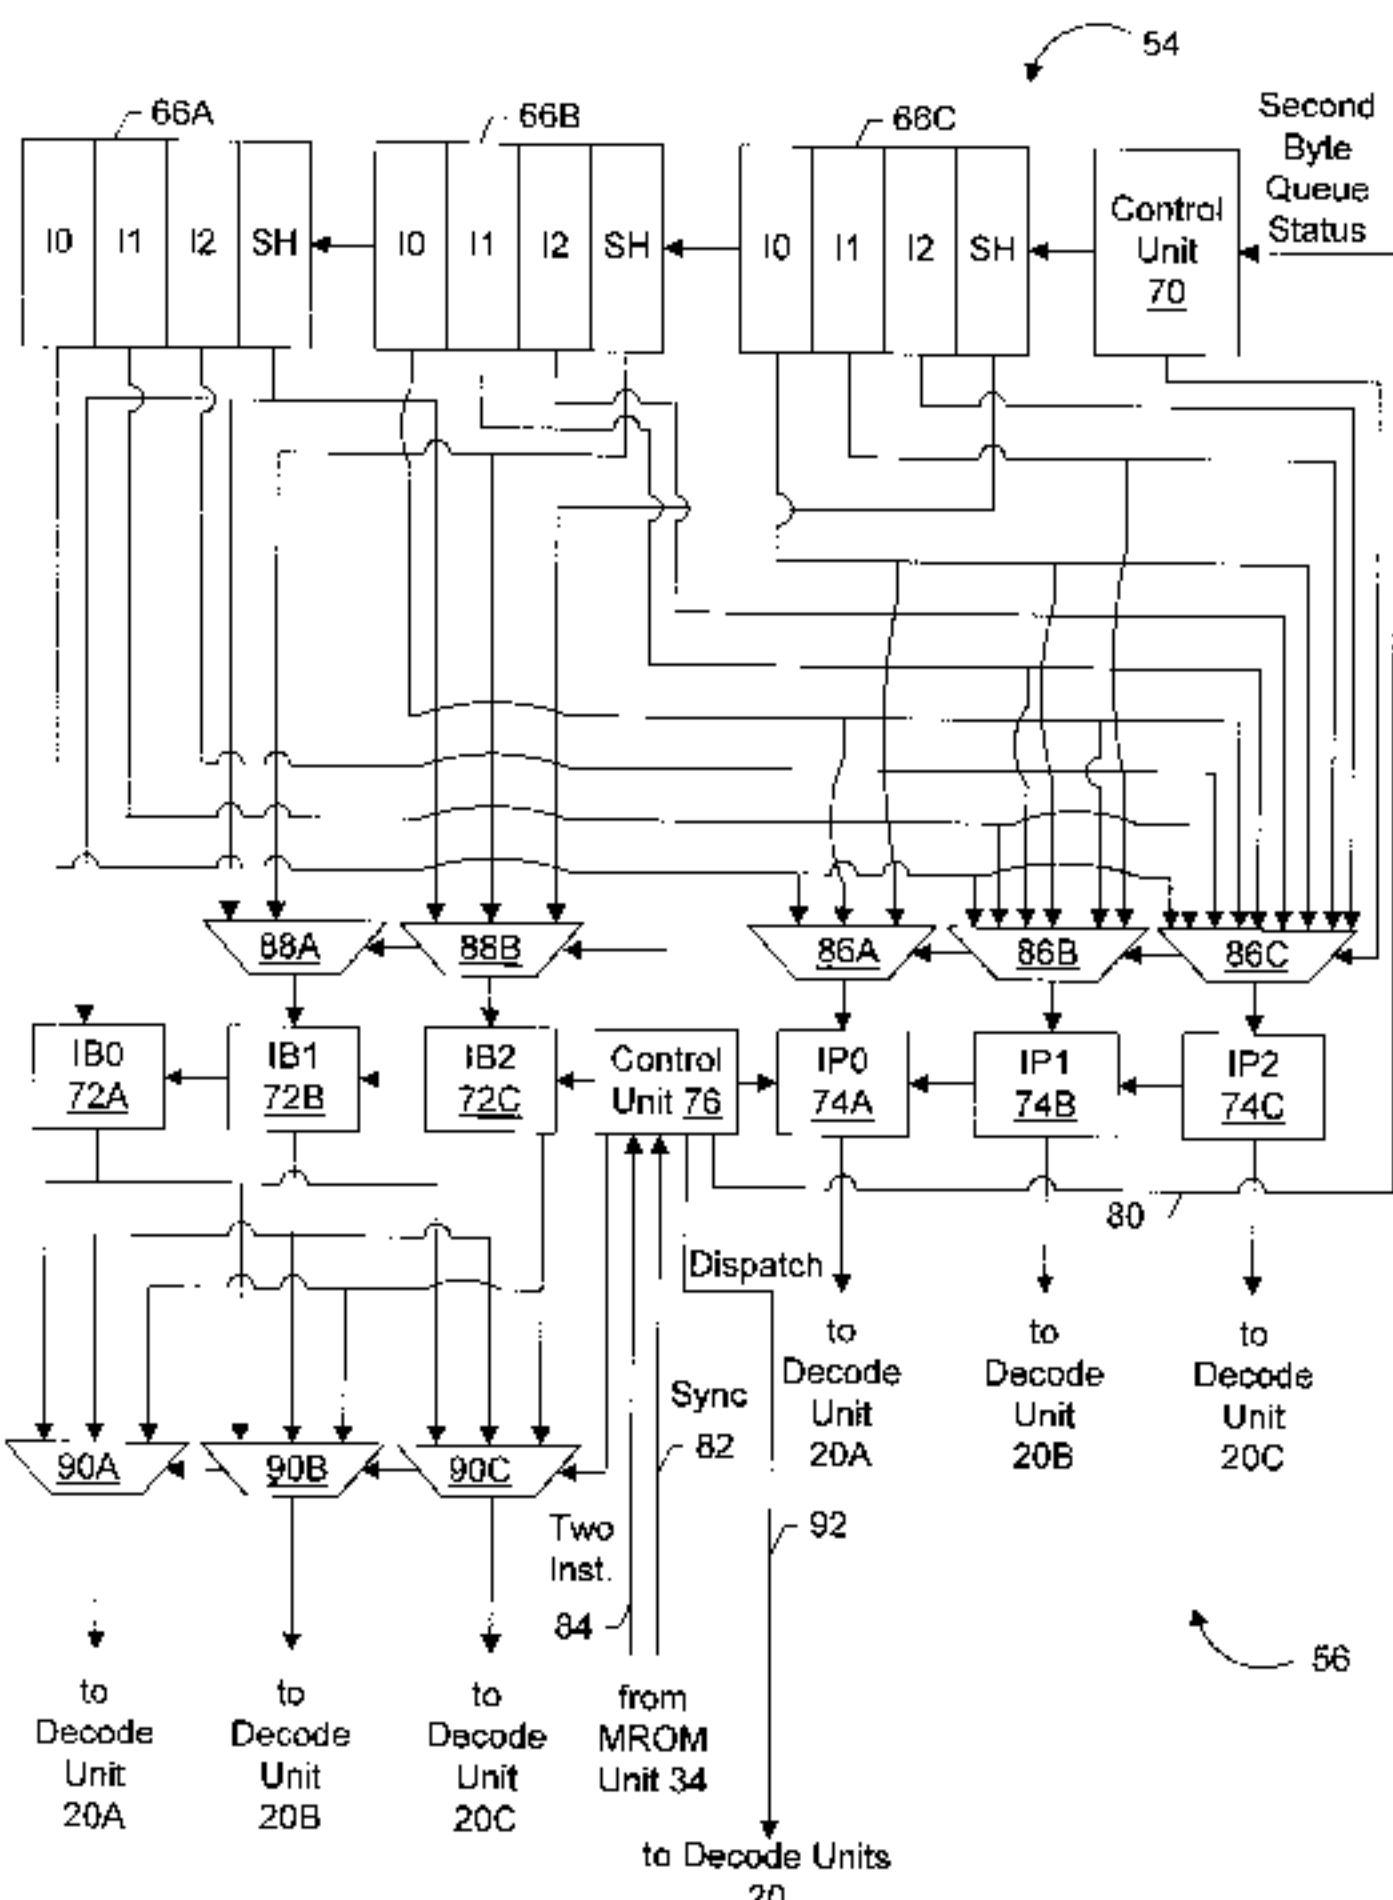 54
66A
66B
66C
Second
Byte
Queue
Status
I0 I1 I2 SH
I0 I1 I2 SH
I0 I1 I2 SH
Control
Unit
70
88A
88B
86A
86B
86C
IB0
72A
IB1
72B
IB2
72C
Control
Unit 76
IP0
74A
IP1
74B
IP2
74C
80
Dispatch
to
Decode
Unit
20A
to
Decode
Unit
20B
to
Decode
Unit
20C
Sync
82
90A
90B
90C
92
Two
Inst.
84
56
to
Decode
Unit
20A
to
Decode
Unit
20B
to
Decode
Unit
20C
from
MROM
Unit 34
to Decode Units
20